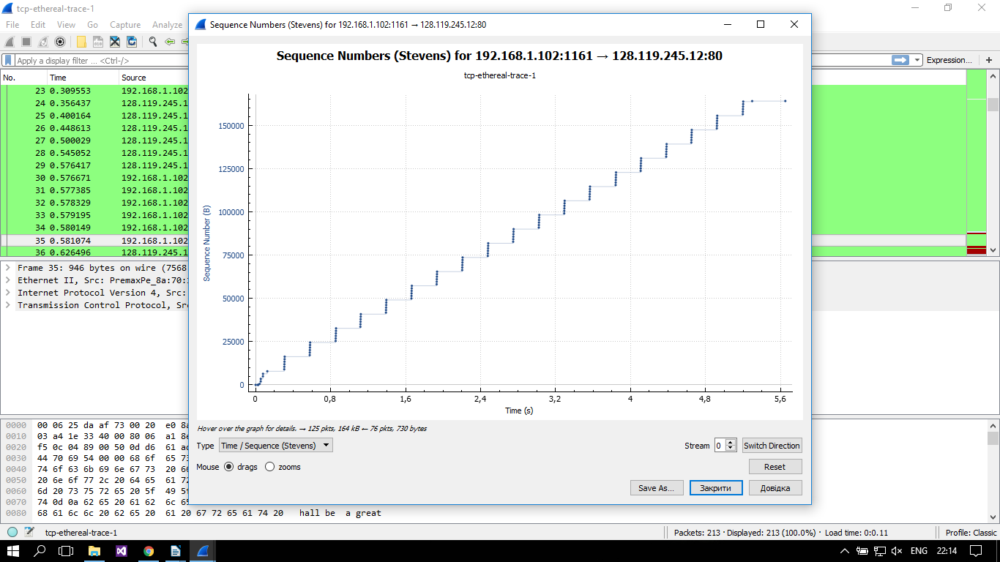 tcp-ethereal-trace-1
File Edit View Go Capture Analyze
Apply a display filter ... <Ctrl-/>
Expression...
+
No. Time Source
23 0.309553 192.168.1.102
24 0.356437 128.119.245.1
25 0.400164 128.119.245.1
26 0.448613 128.119.245.1
27 0.500029 128.119.245.1
28 0.545052 128.119.245.1
29 0.576417 128.119.245.1
30 0.576671 192.168.1.102
31 0.577385 192.168.1.102
32 0.578329 192.168.1.102
33 0.579195 192.168.1.102
34 0.580149 192.168.1.102
35 0.581074 192.168.1.102
36 0.626496 128.119.245.1
Frame 35: 946 bytes on wire (7568
Ethernet II, Src: PremaxPe_8a:70:
Internet Protocol Version 4, Src:
Transmission Control Protocol, Src
0000 00 06 25 da af 73 00 20 e0 8a
0010 03 a4 1e 33 40 00 80 06 a1 8e
0020 f5 0c 04 89 00 50 0d d6 61 ad
0030 44 70 69 54 00 00 68 6f 65 73
0040 74 6f 63 6b 69 6e 67 73 20 66
0050 20 6e 6f 77 2c 20 64 65 61 72
0060 6d 20 73 75 72 65 20 5f 49 5f
0070 74 0d 0a 62 65 20 61 62 6c 65
0080 68 61 6c 6c 20 62 65 20 61 20 67 72 65 61 74 20 hall be a great
Sequence Numbers (Stevens) for 192.168.1.102:1161 → 128.119.245.12:80
Sequence Numbers (Stevens) for 192.168.1.102:1161 → 128.119.245.12:80
tcp-ethereal-trace-1
Sequence Number (B)
150000
125000
100000
75000
50000
25000
0
0 0,8 1,6 2,4 3,2 4 4,8 5,6
Time (s)
Hover over the graph for details. → 125 pkts, 164 kB ← 76 pkts, 730 bytes
Type Time / Sequence (Stevens) Stream 0 Switch Direction
Mouse drags zooms Reset
Save As... Закрити Довідка
tcp-ethereal-trace-1 Packets: 213 · Displayed: 213 (100.0%) · Load time: 0:0.11 Profile: Classic
ENG 22:14